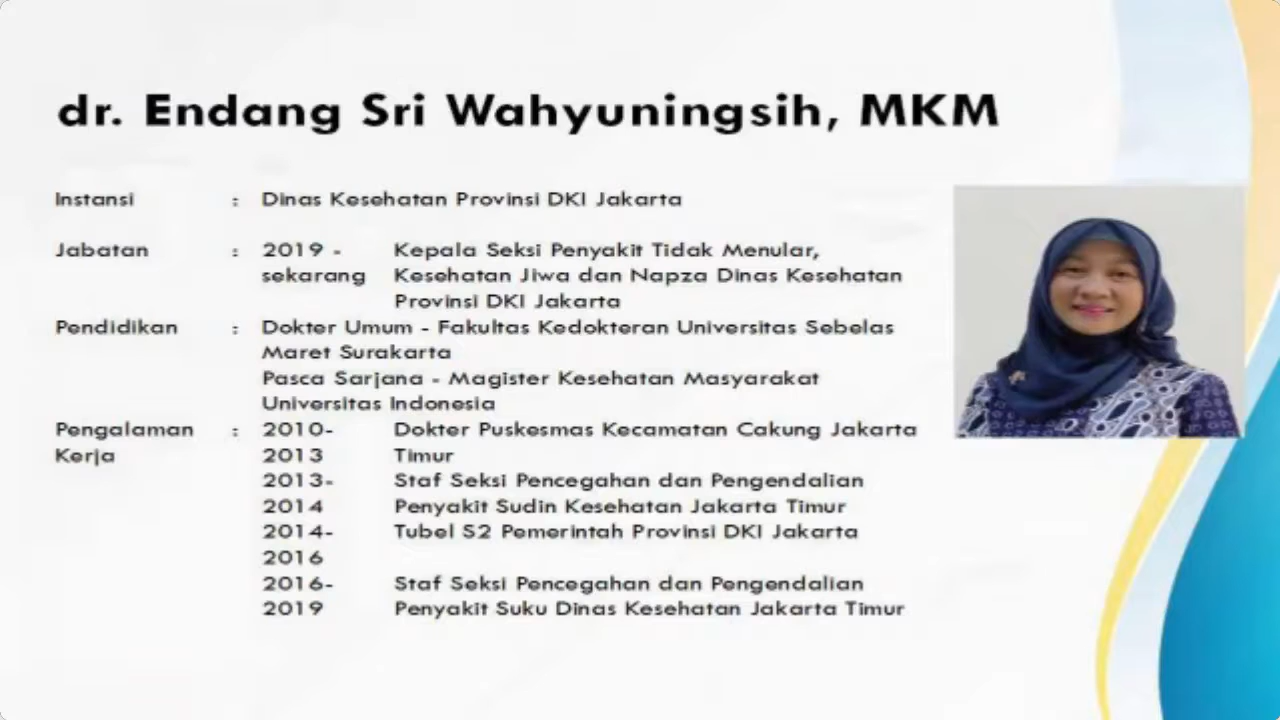 dr. Endang Sri Wahyuningsih, MKM
Instansi : Dinas Kesehatan Provinsi DKI Jakarta
Jabatan : 2019 - Kepala Seksi Penyakit Tidak Menular,
sekarang Kesehatan Jiwa dan Napza Dinas Kesehatan
Provinsi DKI Jakarta
Pendidikan : Dokter Umum - Fakultas Kedokteran Universitas Sebelas
Maret Surakarta
Pasca Sarjana - Magister Kesehatan Masyarakat
Universitas Indonesia
Pengalaman : 2010- Dokter Puskesmas Kecamatan Cakung Jakarta
Kerja 2013 Timur
2013- Staf Seksi Pencegahan dan Pengendalian
2014 Penyakit Sudin Kesehatan Jakarta Timur
2014- Tubel S2 Pemerintah Provinsi DKI Jakarta
2016
2016- Staf Seksi Pencegahan dan Pengendalian
2019 Penyakit Suku Dinas Kesehatan Jakarta Timur